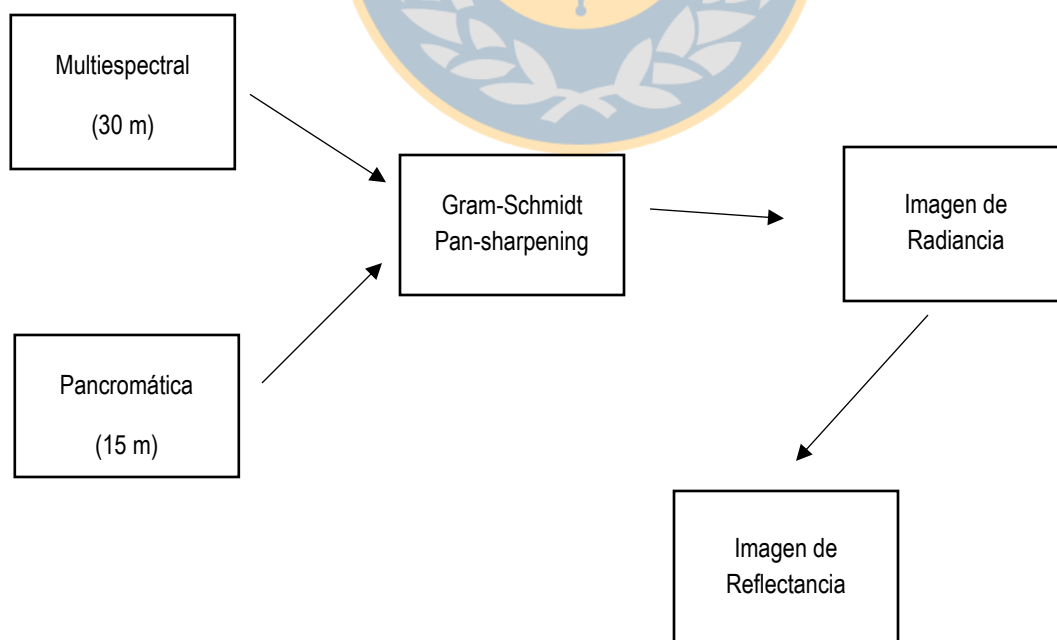 Multiespectral
(30 m)
Gram-Schmidt
Pan-sharpening
Imagen de
Radiancia
Pancromática
(15 m)
Imagen de
Reflectancia